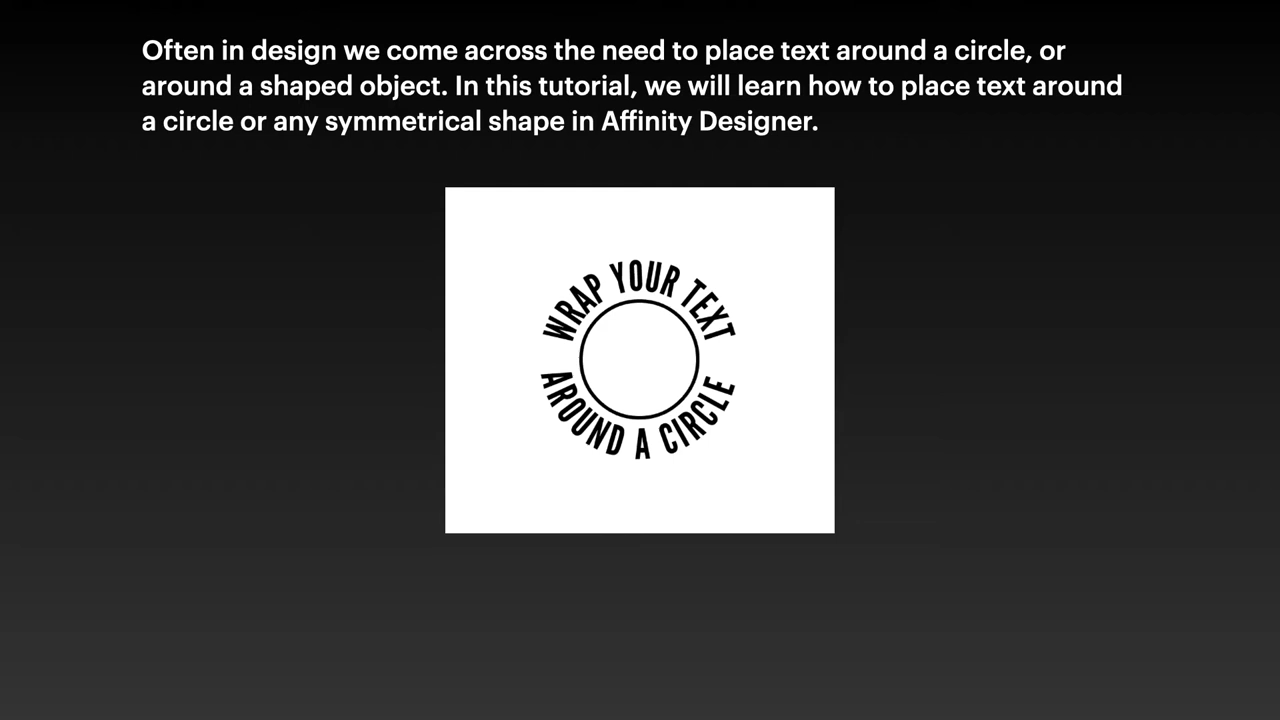 Often in design we come across the need to place text around a circle, or
around a shaped object. In this tutorial, we will learn how to place text around
a circle or any symmetrical shape in Affinity Designer.
WRAP YOUR TEXT
AROUND A CIRCLE